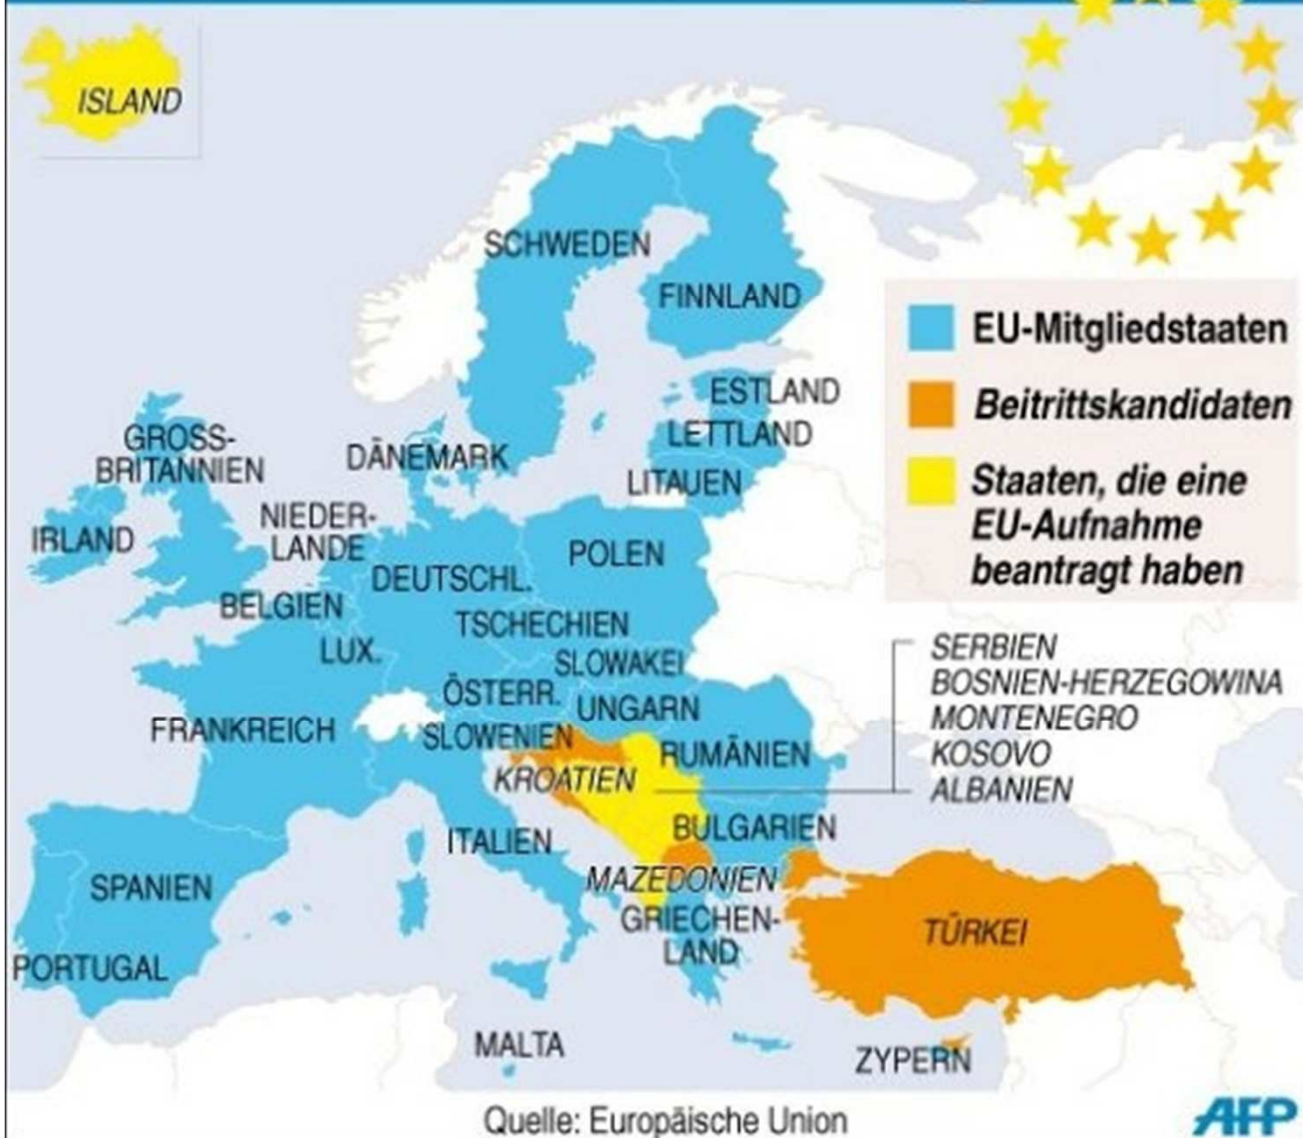 ISLAND
SCHWEDEN
FINNLAND
EU-Mitgliedstaaten
Beitrittskandidaten
Staaten, die eine
EU-Aufnahme
beantragt haben
ESTLAND
LETTLAND
LITAUEN
GROSS-
BRITANNIEN
DÄNEMARK
IRLAND
NIEDER-
LANDE
POLEN
DEUTSCHL.
BELGIEN
TSCHECHIEN
LUX.
SLOWAKEI
ÖSTERR.
UNGARN
FRANKREICH
SLOWENIEN
RUMÄNIEN
KROATIEN
SERBIEN
BOSNIEN-HERZEGOWINA
MONTENEGRO
KOSOVO
ALBANIEN
ITALIEN
BULGARIEN
SPANIEN
MAZEDONIEN
GRIECHEN-
LAND
TÜRKEI
PORTUGAL
MALTA
ZYPERN
Quelle: Europäische Union
AFP